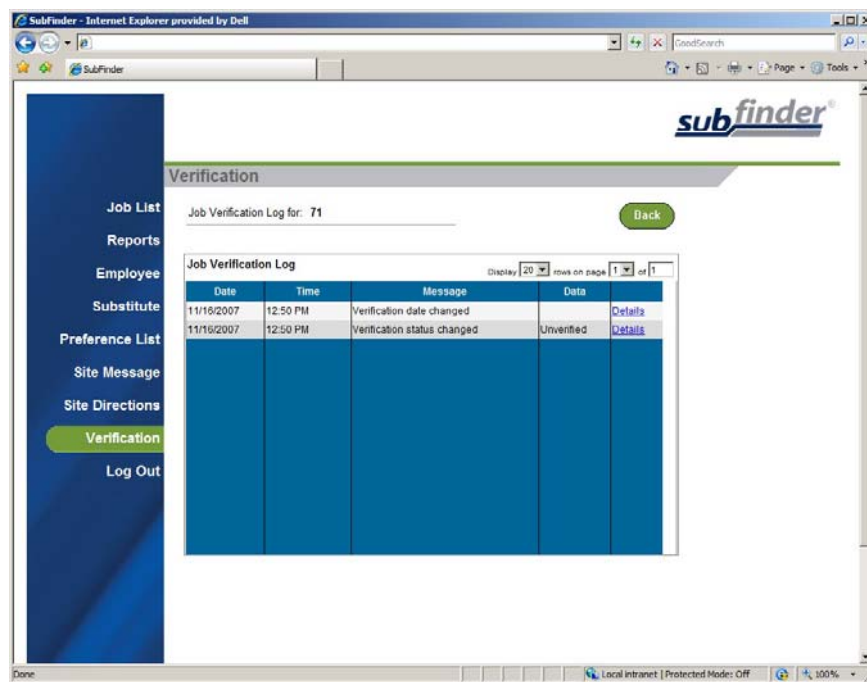 SubFinder - Internet Explorer provided by Dell
GoodSearch
SubFinder
Page Tools
subfinder®
Verification
Job List
Job Verification Log for: 71
Back
Reports
Employee
Job Verification Log
Display 20 rows on page 1 of 1
Date Time Message Data
Substitute
11/16/2007 12:50 PM Verification date changed Details
11/16/2007 12:50 PM Verification status changed Unverified Details
Preference List
Site Message
Site Directions
Verification
Log Out
Done Local intranet | Protected Mode: Off 100%